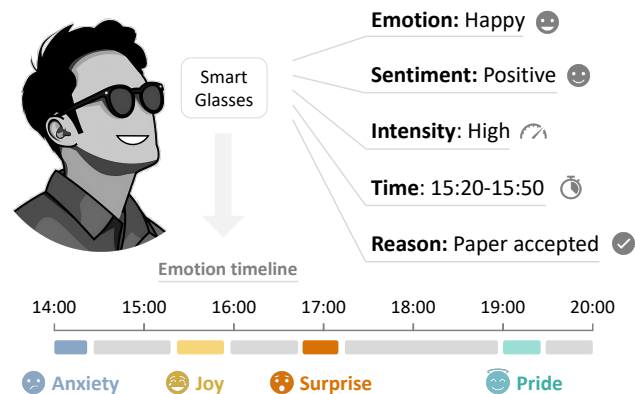 Emotion: Happy
Smart
Glasses
Sentiment: Positive
Intensity: High
Time: 15:20-15:50
Reason: Paper accepted
Emotion timeline
14:00 15:00 16:00 17:00 18:00 19:00 20:00
Anxiety Joy Surprise Pride